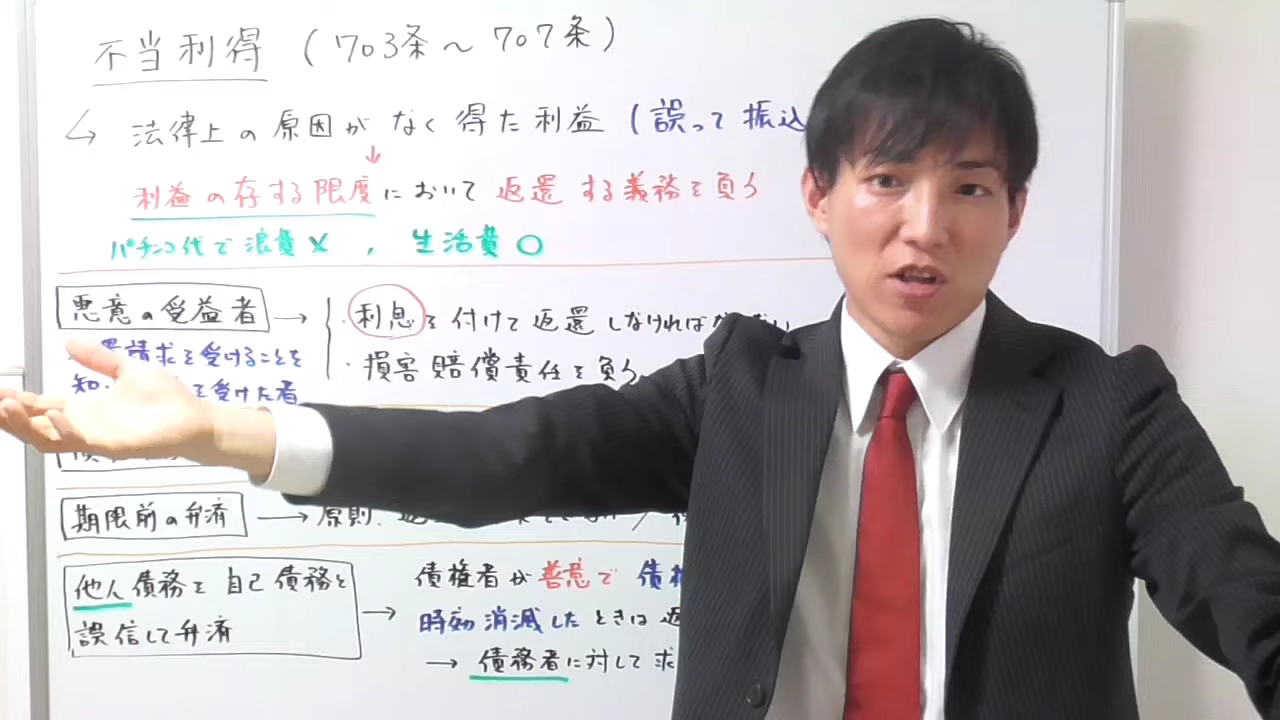 不当利得 (703条～707条)
↳ 法律上の原因がなく得た利益 (誤って振込
↓
利益の存する限度において返還する義務を負う
パチンコ代で浪費×, 生活費○
悪意の受益者 → ・利息を付けて返還しなければ
請求を受けることを
・損害賠償責任を負う
を受けた者
期限前の弁済 → 原則、
他人債務を自己債務と
誤信して弁済
→ 債権者が善意で債
時効消滅したときは返
→ 債務者に対して求